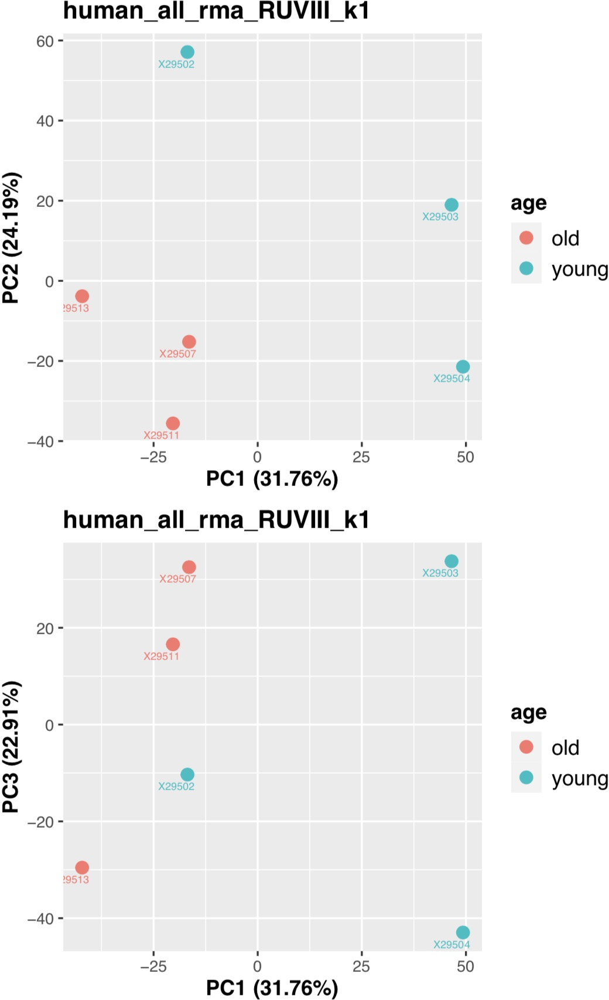 human_all_rma_RUVIII_k1
60
X29502
40
PC2 (24.19%)
20
X29503
age
old
young
0
29513
X29507
−20
X29504
X29511
−40
−25 0 25 50
PC1 (31.76%)
human_all_rma_RUVIII_k1
X29507
X29503
20
X29511
PC3 (22.91%)
0
age
old
young
X29502
−20
29513
−40
X29504
−25 0 25 50
PC1 (31.76%)